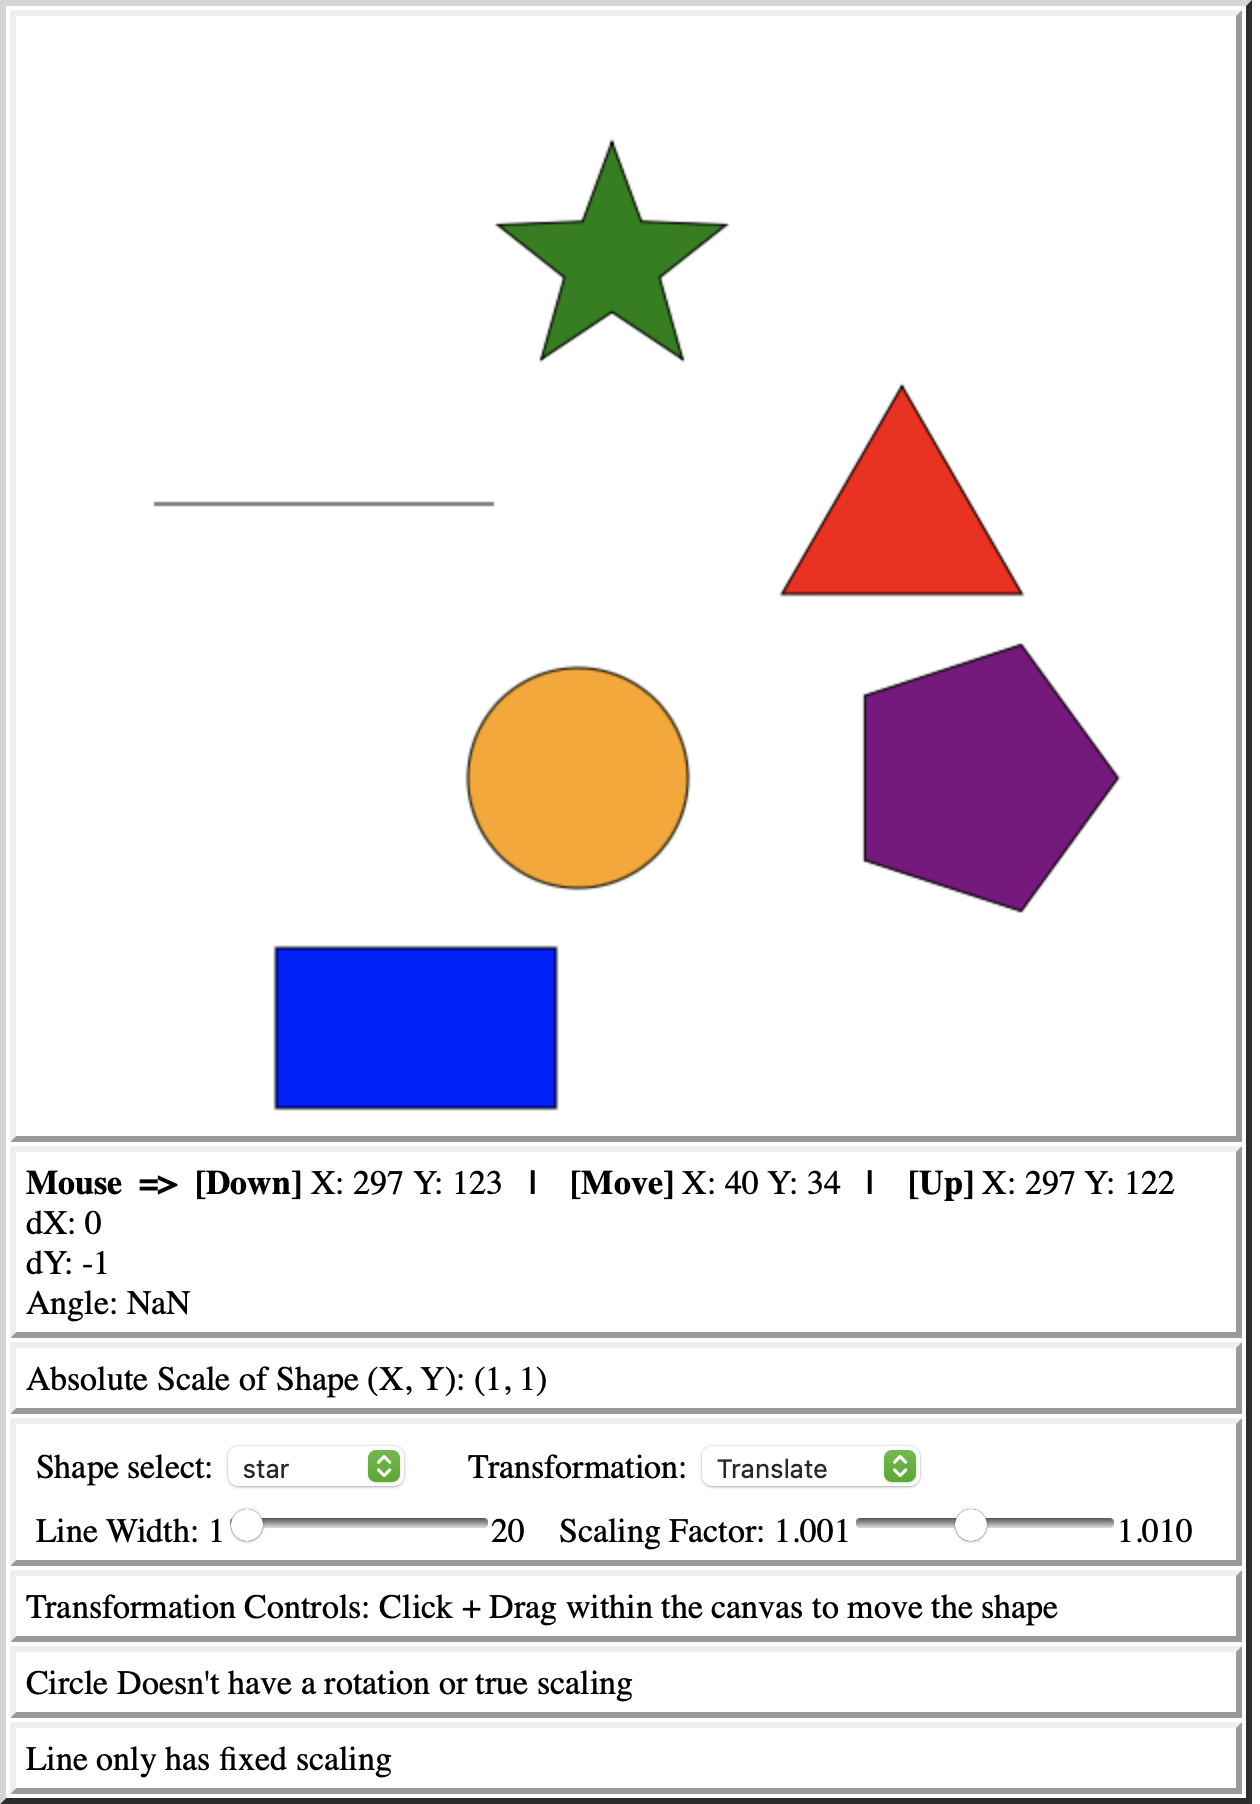 Mouse => [Down] X: 297 Y: 123 | [Move] X: 40 Y: 34 | [Up] X: 297 Y: 122
dX: 0
dY: -1
Angle: NaN
Absolute Scale of Shape (X, Y): (1, 1)
Shape select: star Transformation: Translate
Line Width: 1 20 Scaling Factor: 1.001 1.010
Transformation Controls: Click + Drag within the canvas to move the shape
Circle Doesn't have a rotation or true scaling
Line only has fixed scaling